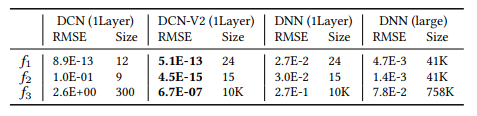 DCN (1Layer) DCN-V2 (1Layer) DNN (1Layer) DNN (large)
RMSE Size RMSE Size RMSE Size RMSE Size
f1 8.9E-13 12 5.1E-13 24 2.7E-2 24 4.7E-3 41K
f2 1.0E-01 9 4.5E-15 15 3.0E-2 15 1.4E-3 41K
f3 2.6E+00 300 6.7E-07 10K 2.7E-1 10K 7.8E-2 758K